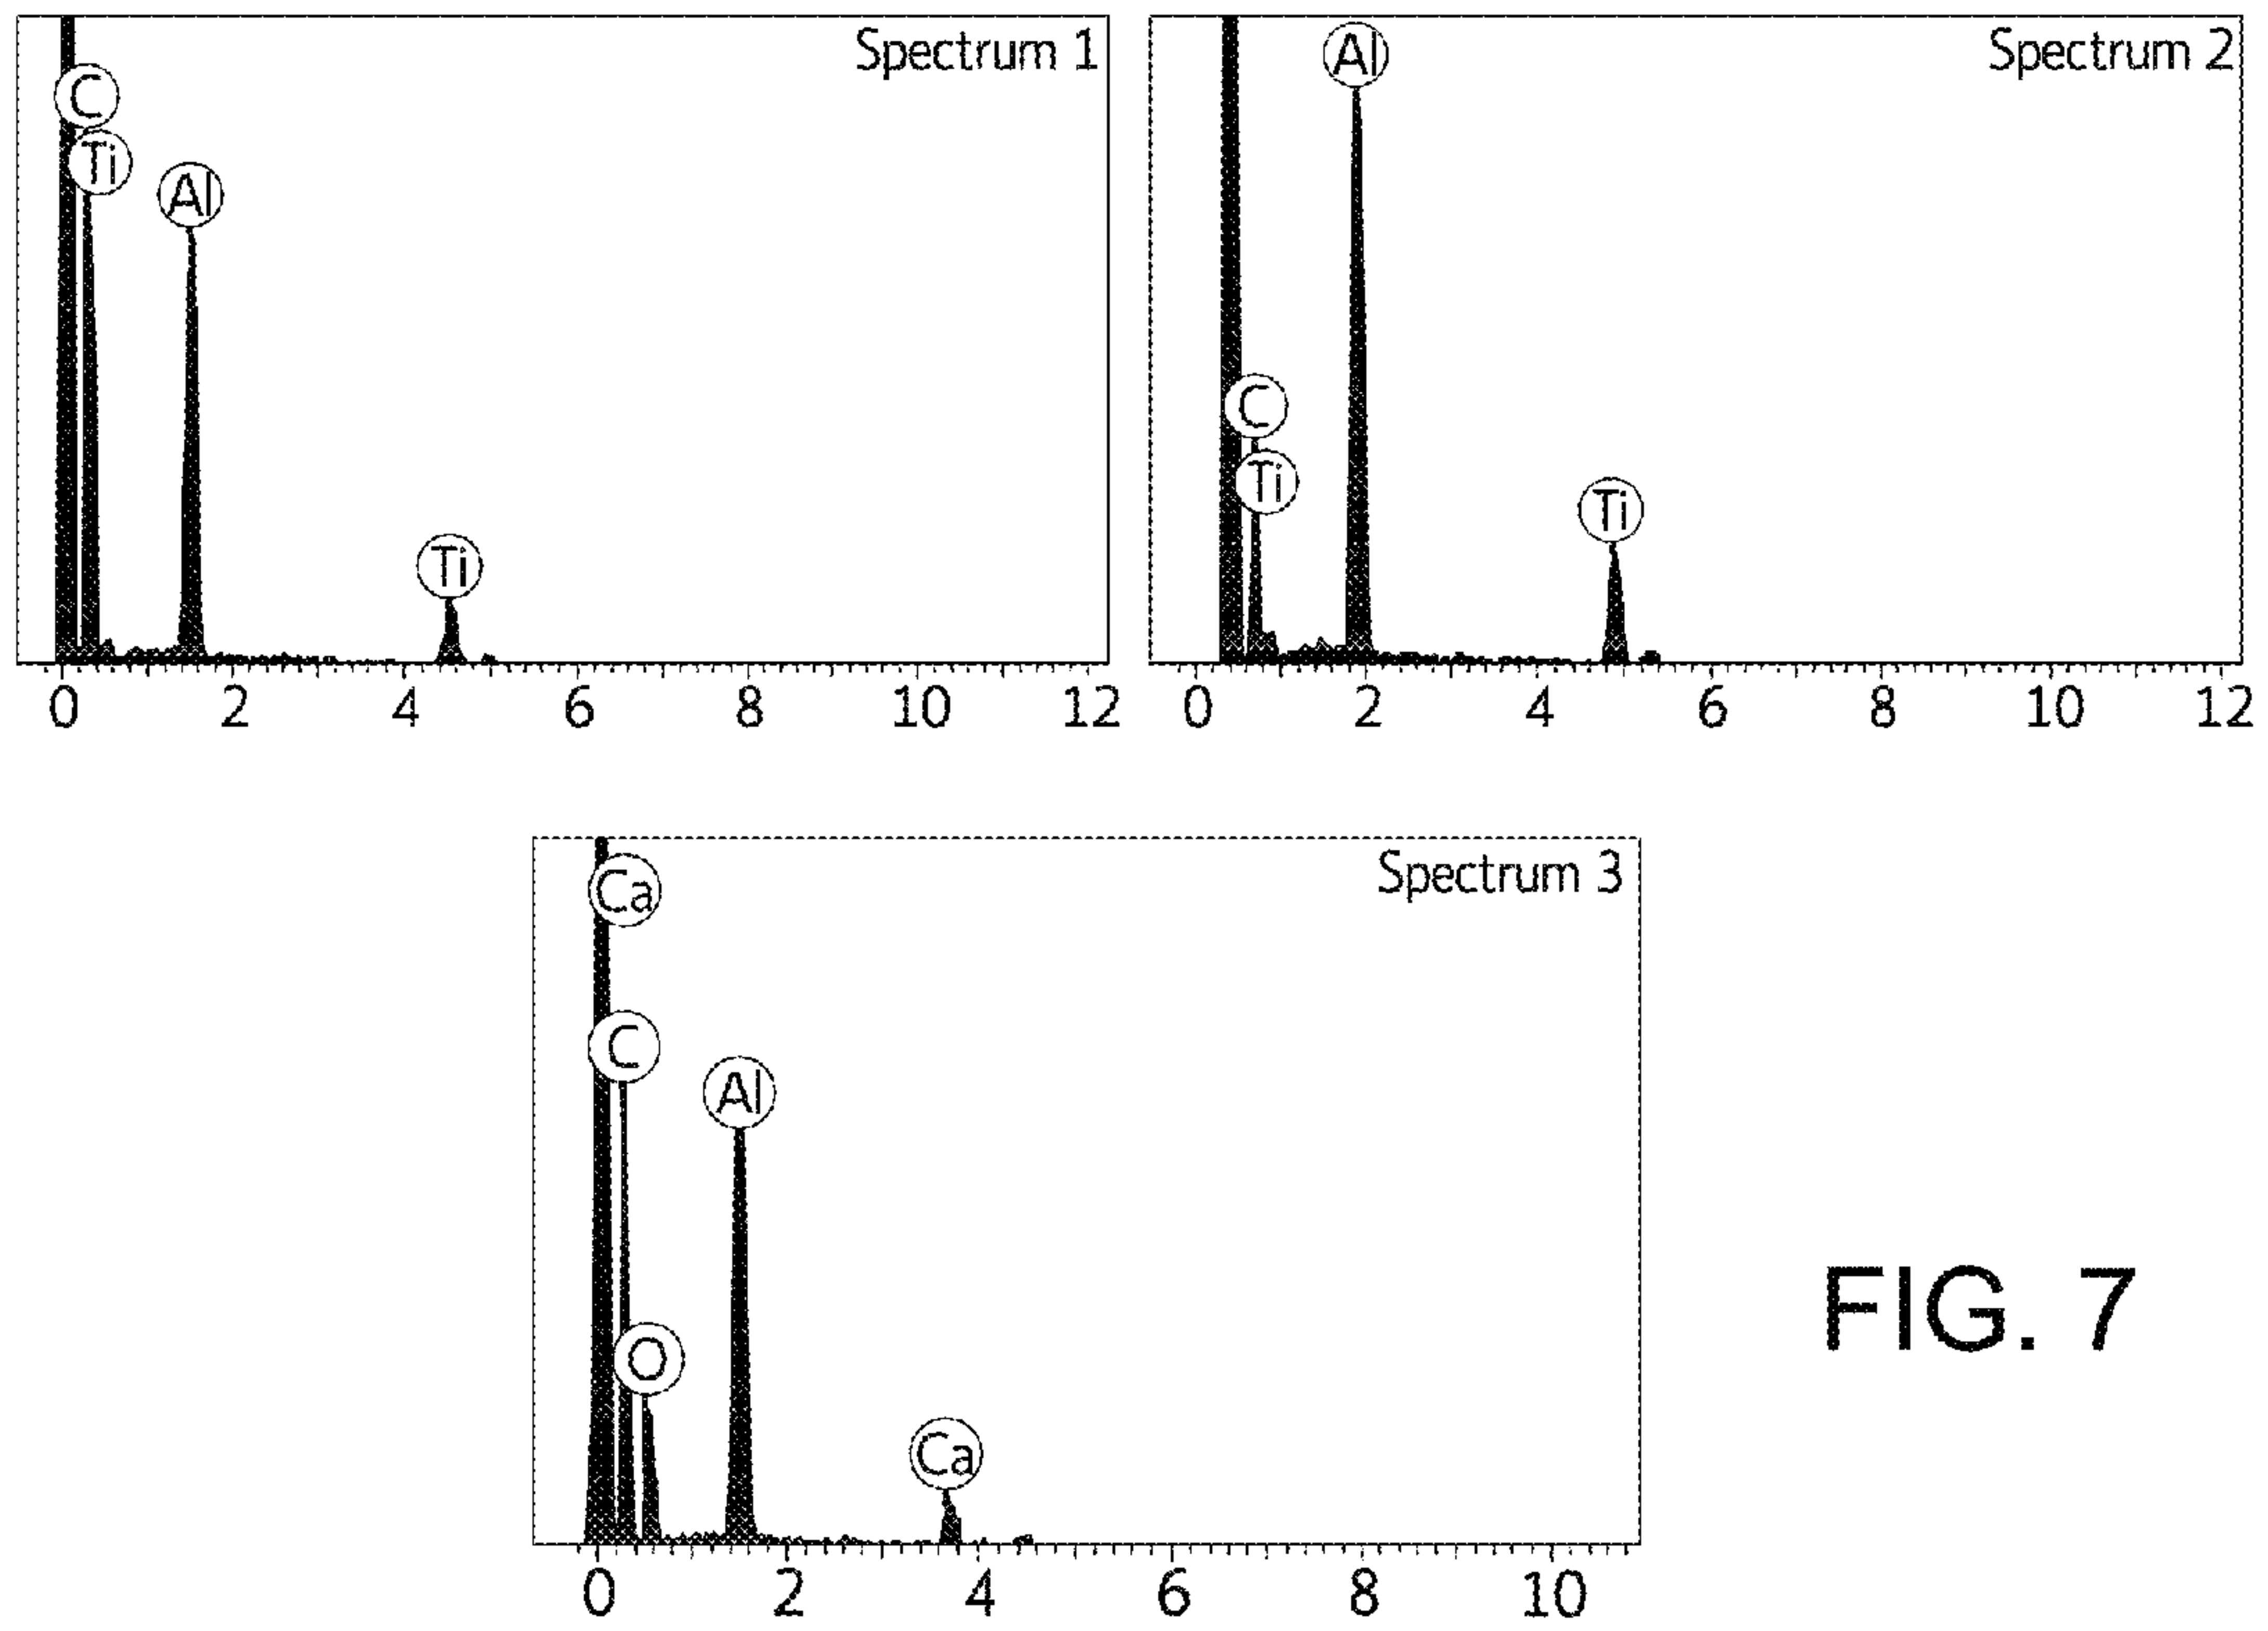 Spectrum 1
C
Ti
Al
Ti
0 2 4 6 8 10 12
Spectrum 2
Al
C
Ti
Ti
0 2 4 6 8 10 12
Spectrum 3
Ca
C
Al
O
Ca
0 2 4 6 8 10
FIG. 7